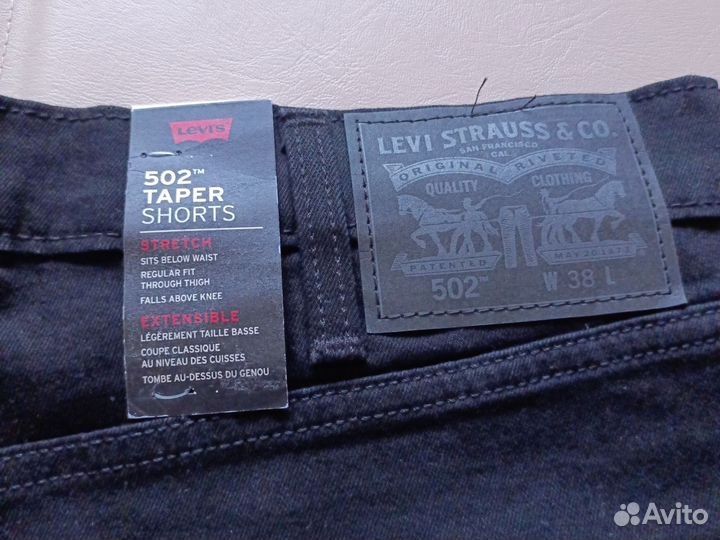 Levi's
502™
TAPER
SHORTS
STRETCH
SITS BELOW WAIST
REGULAR FIT
THROUGH THIGH
FALLS ABOVE KNEE
EXTENSIBLE
LÉGÈREMENT TAILLE BASSE
COUPE CLASSIQUE
AU NIVEAU DES CUISSES
TOMBE AU-DESSUS DU GENOU
LEVI STRAUSS & CO.
SAN FRANCISCO
CAL.
ORIGINAL RIVETED
QUALITY CLOTHING
PATENTED MAY 20 1873
502™ W 38 L
Avito